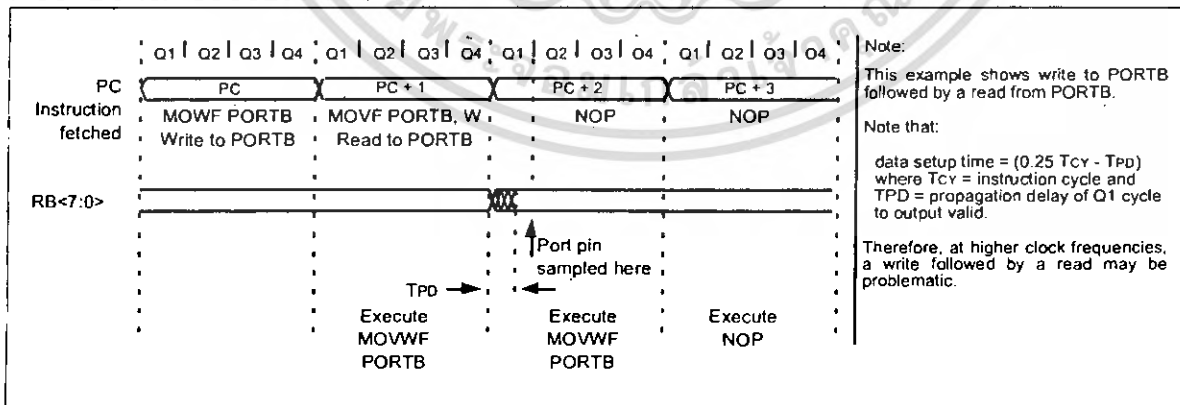 Q1 Q2 Q3 Q4 Q1 Q2 Q3 Q4 Q1 Q2 Q3 Q4 Q1 Q2 Q3 Q4
PC PC PC + 1 PC + 2 PC + 3
Instruction fetched
MOWF PORTB
Write to PORTB
MOVF PORTB, W
Read to PORTB
NOP
NOP
RB<7:0>
Port pin
sampled here
TPD
Execute
MOVWF
PORTB
Execute
MOVWF
PORTB
Execute
NOP
Note:
This example shows write to PORTB
followed by a read from PORTB.
Note that:
data setup time = (0.25 TCY - TPD)
where TCY = instruction cycle and
TPD = propagation delay of Q1 cycle
to output valid.
Therefore, at higher clock frequencies,
a write followed by a read may be
problematic.